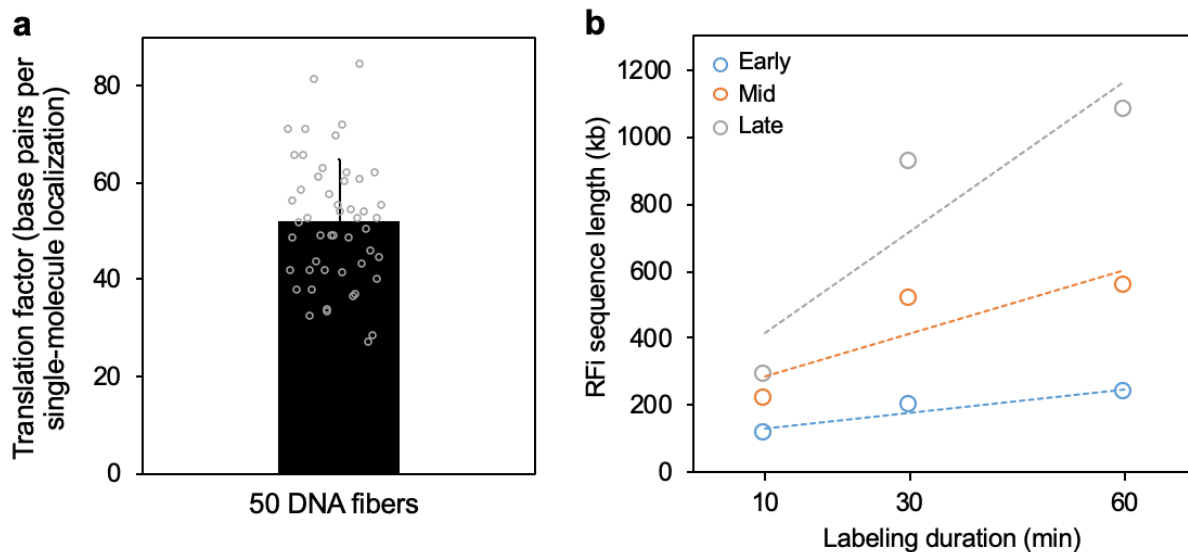 a
Translation factor (base pairs per
single-molecule localization)
80
60
40
20
0
50 DNA fibers
b
RFi sequence length (kb)
1200
1000
800
600
400
200
0
Early
Mid
Late
10 30 60
Labeling duration (min)